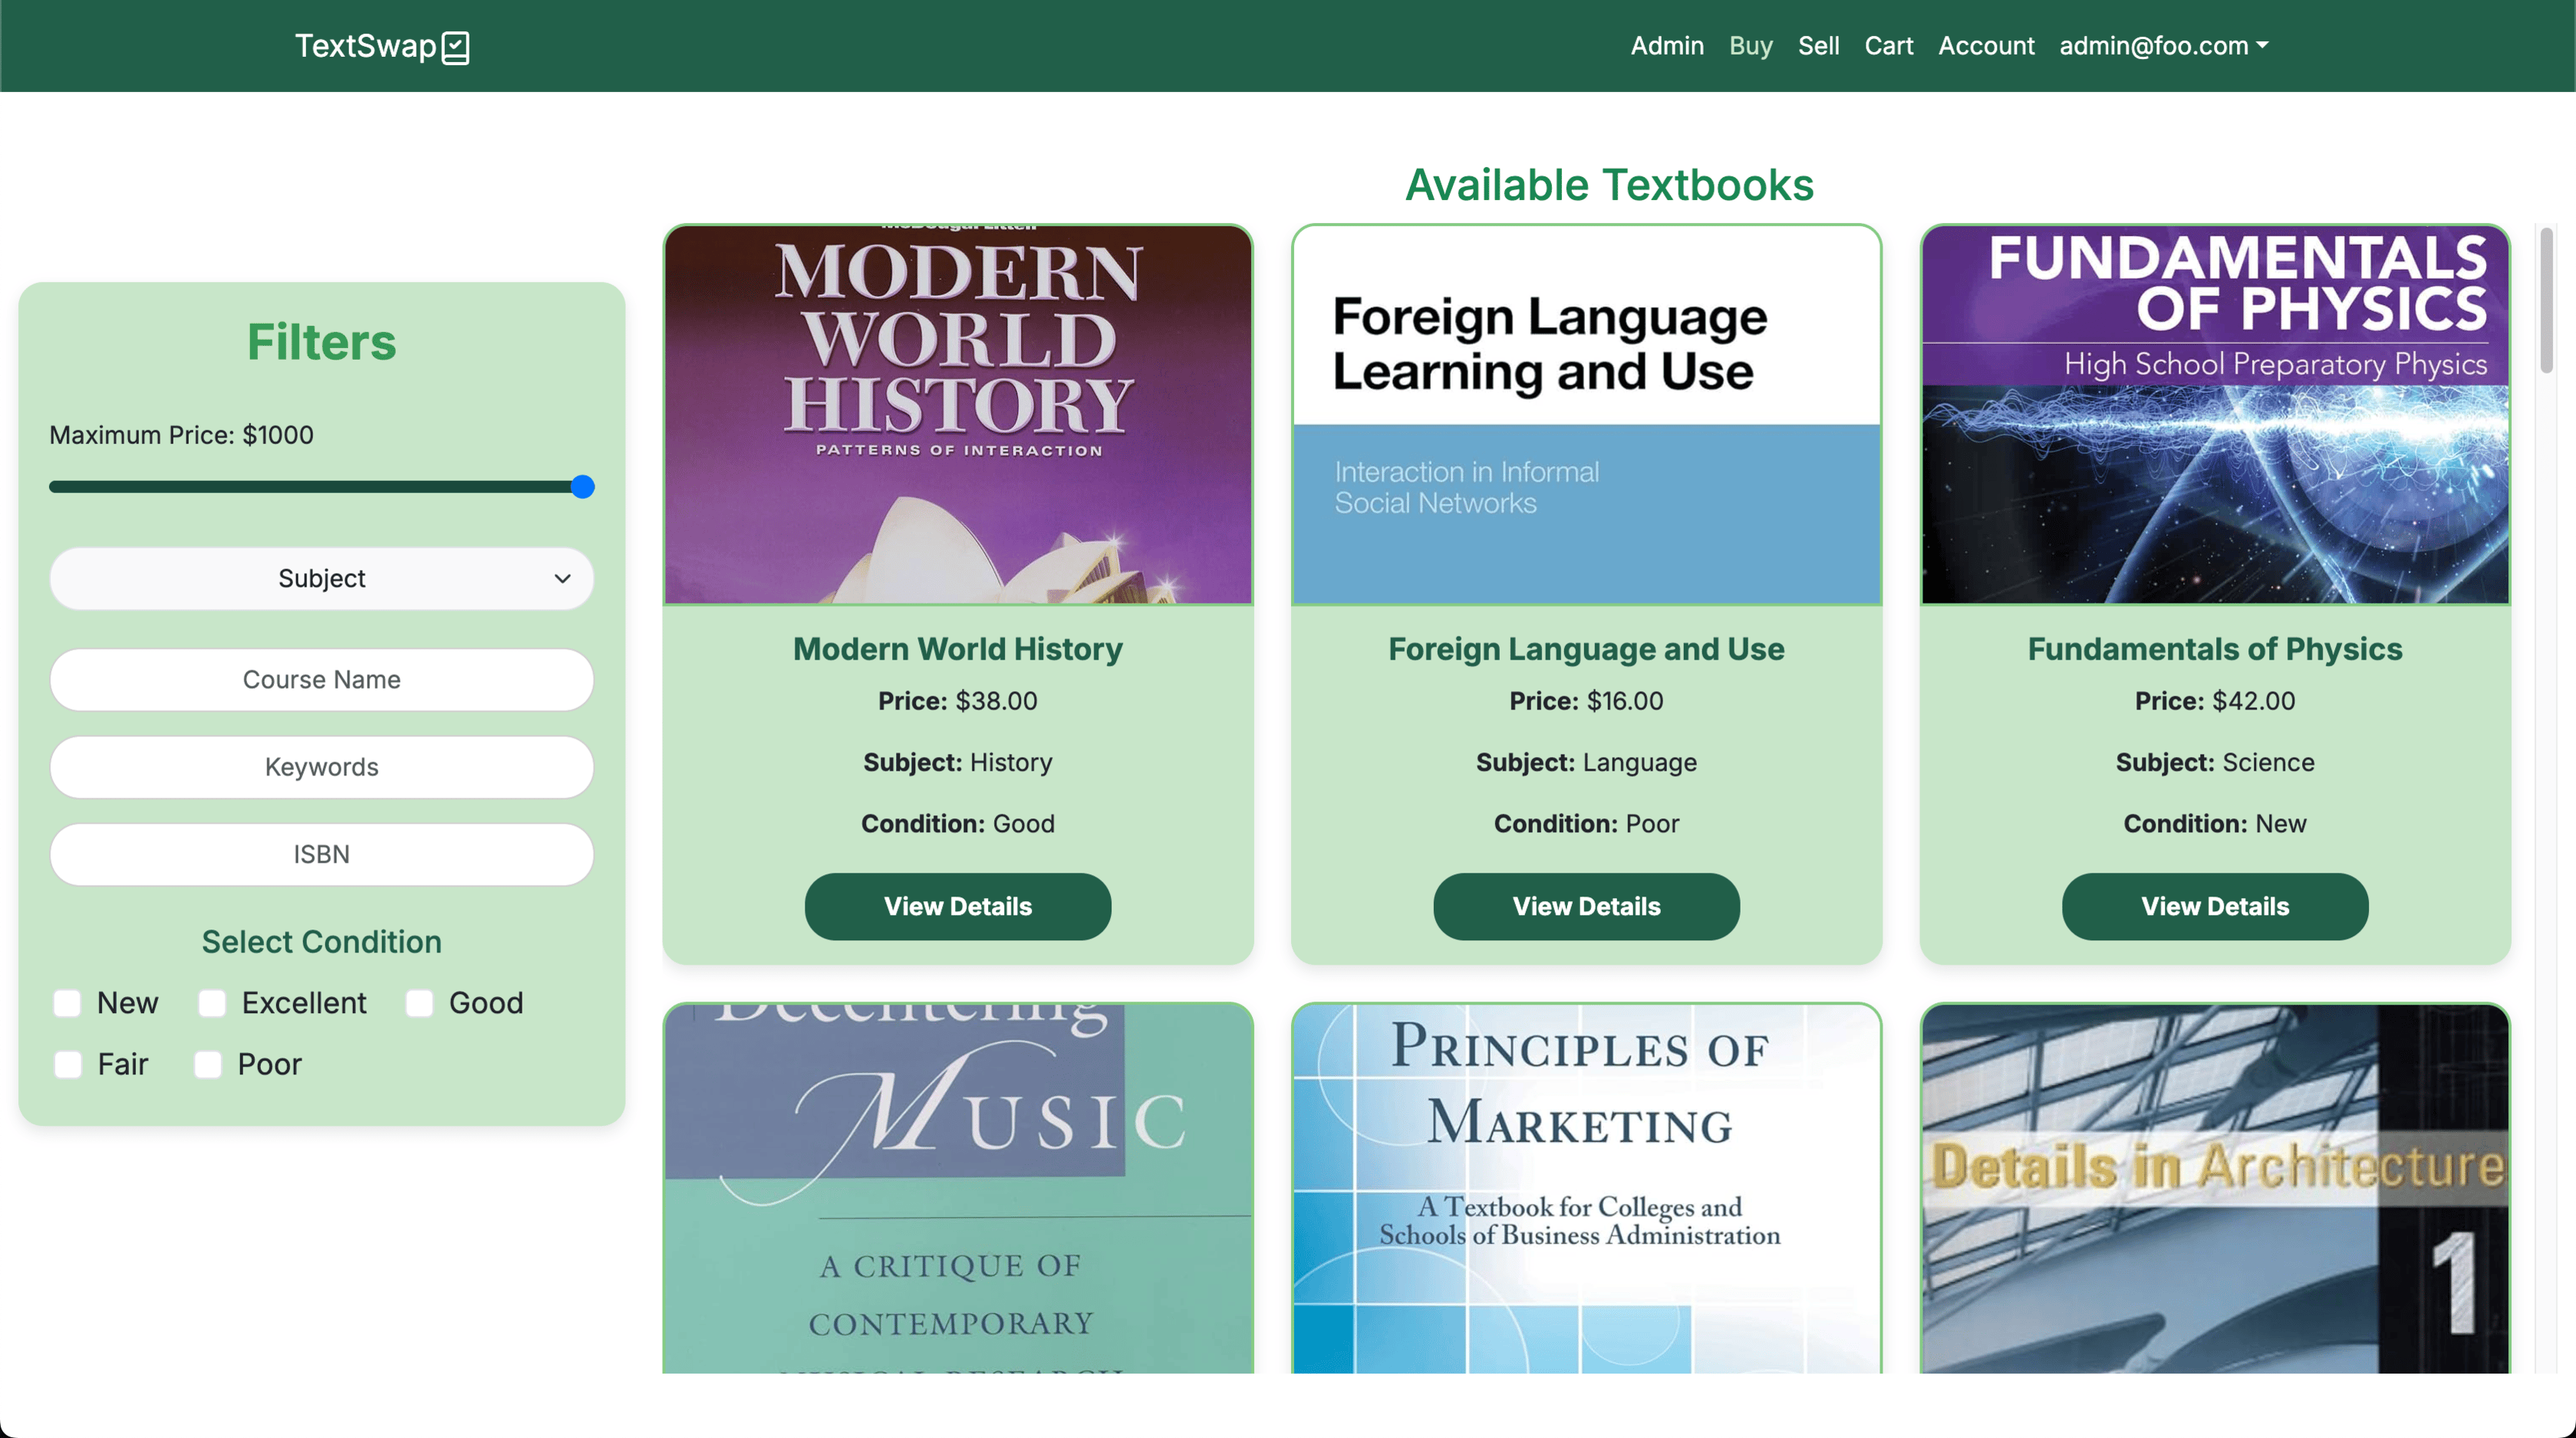 TextSwap
Admin Buy Sell Cart Account admin@foo.com
Available Textbooks
Filters
Maximum Price: $1000
Subject
Course Name
Keywords
ISBN
Select Condition
New Excellent Good
Fair Poor
McDougal Littell
MODERN
WORLD
HISTORY
PATTERNS OF INTERACTION
Modern World History
Price: $38.00
Subject: History
Condition: Good
View Details
Foreign Language
Learning and Use
Interaction in Informal
Social Networks
Foreign Language and Use
Price: $16.00
Subject: Language
Condition: Poor
View Details
FUNDAMENTALS
OF PHYSICS
High School Preparatory Physics
Fundamentals of Physics
Price: $42.00
Subject: Science
Condition: New
View Details
Decentering
MUSIC
A CRITIQUE OF
CONTEMPORARY
MUSICAL RESEARCH
PRINCIPLES OF
MARKETING
A Textbook for Colleges and
Schools of Business Administration
Details in Architecture
1